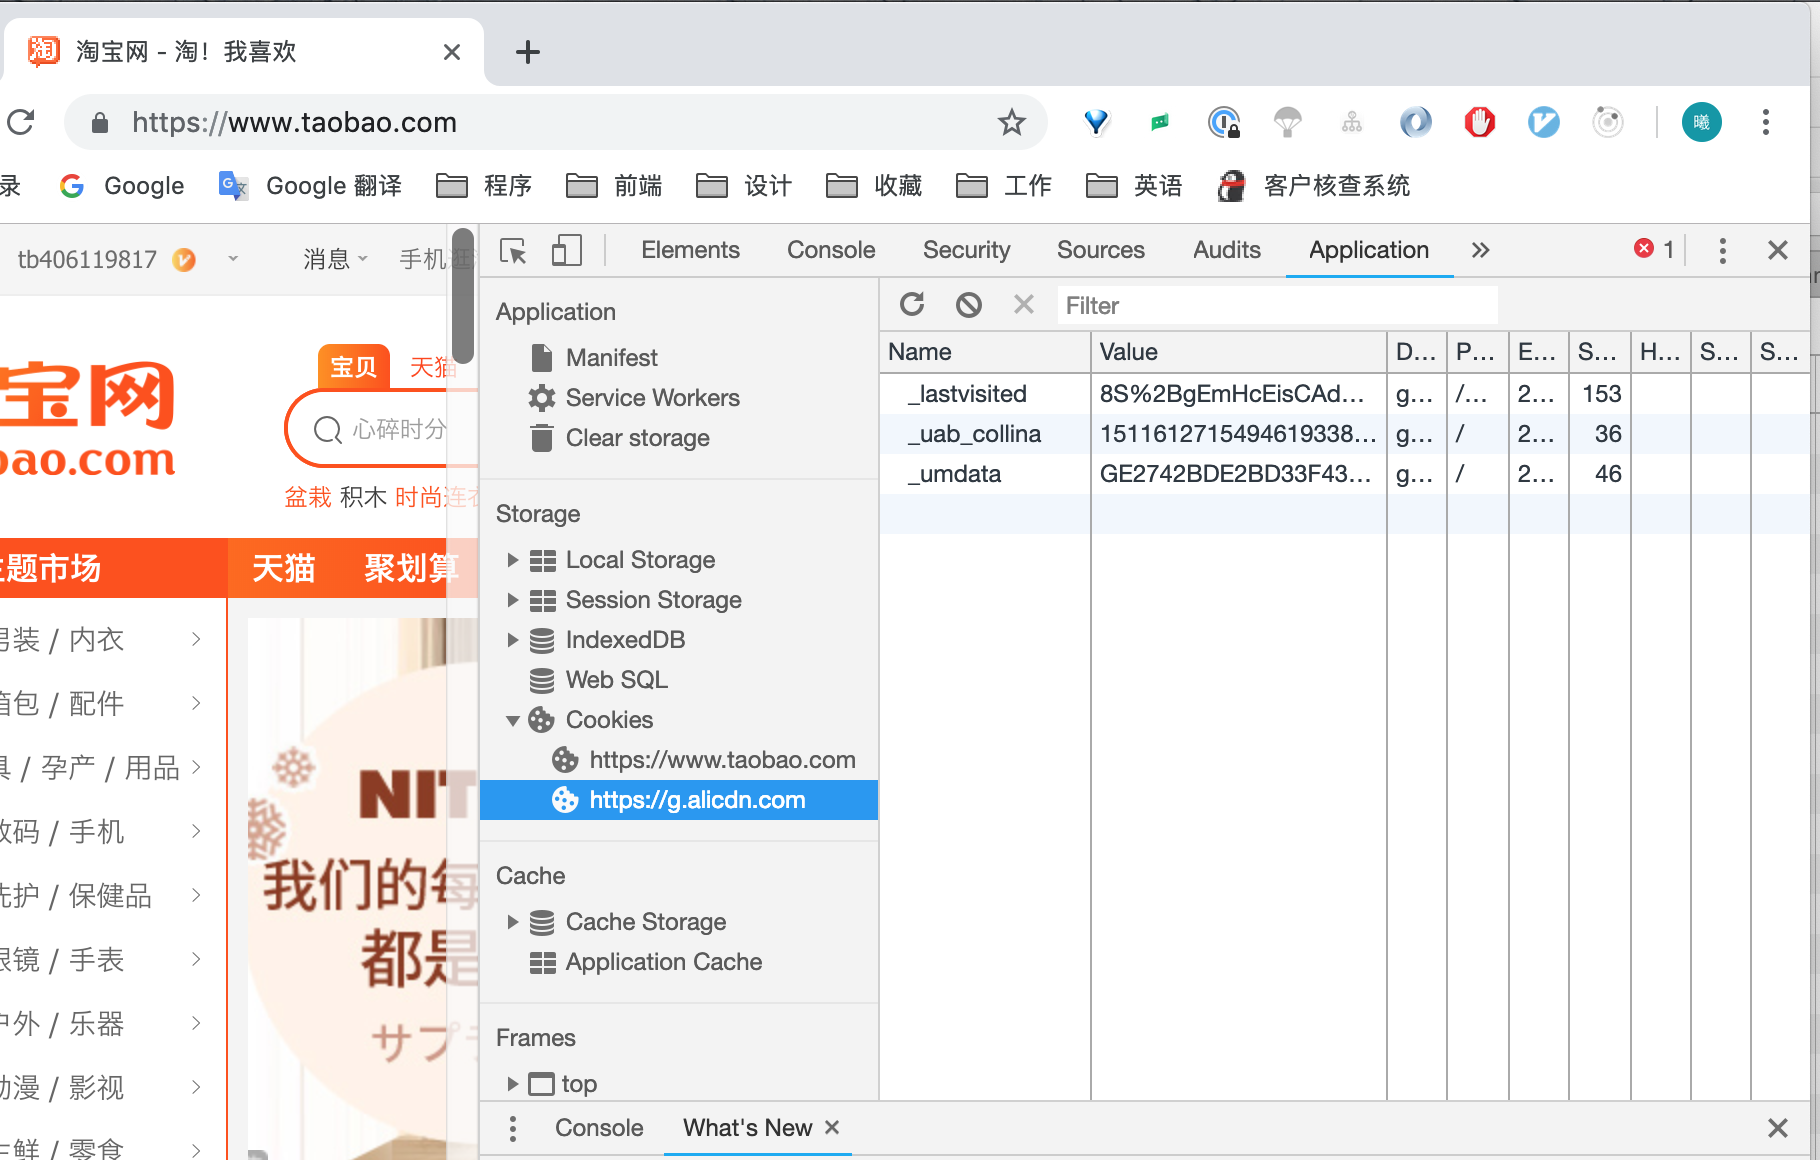 淘宝网 - 淘！我喜欢
https://www.taobao.com
曦
录 Google Google 翻译 程序 前端 设计 收藏 工作 英语 客户核查系统
tb406119817 消息 手机逛
Elements Console Security Sources Audits Application 1
Filter
Name Value D... P... E... S... H... S... S...
_lastvisited 8S%2BgEmHcEisCAd... g... /... 2... 153
_uab_collina 1511612715494619338... g... / 2... 36
_umdata GE2742BDE2BD33F43... g... / 2... 46
Application
Manifest
Service Workers
Clear storage
Storage
Local Storage
Session Storage
IndexedDB
Web SQL
Cookies
https://www.taobao.com
https://g.alicdn.com
Cache
Cache Storage
Application Cache
Frames
top
Console What's New
宝网
bao.com
宝贝 天猫
心碎时分
盆栽 积木 时尚连衣
主题市场 天猫 聚划算
男装 / 内衣
箱包 / 配件
具 / 孕产 / 用品
数码 / 手机
洗护 / 保健品
眼镜 / 手表
户外 / 乐器
动漫 / 影视
生鲜 / 零食
NIT
我们的每
都是
サプ